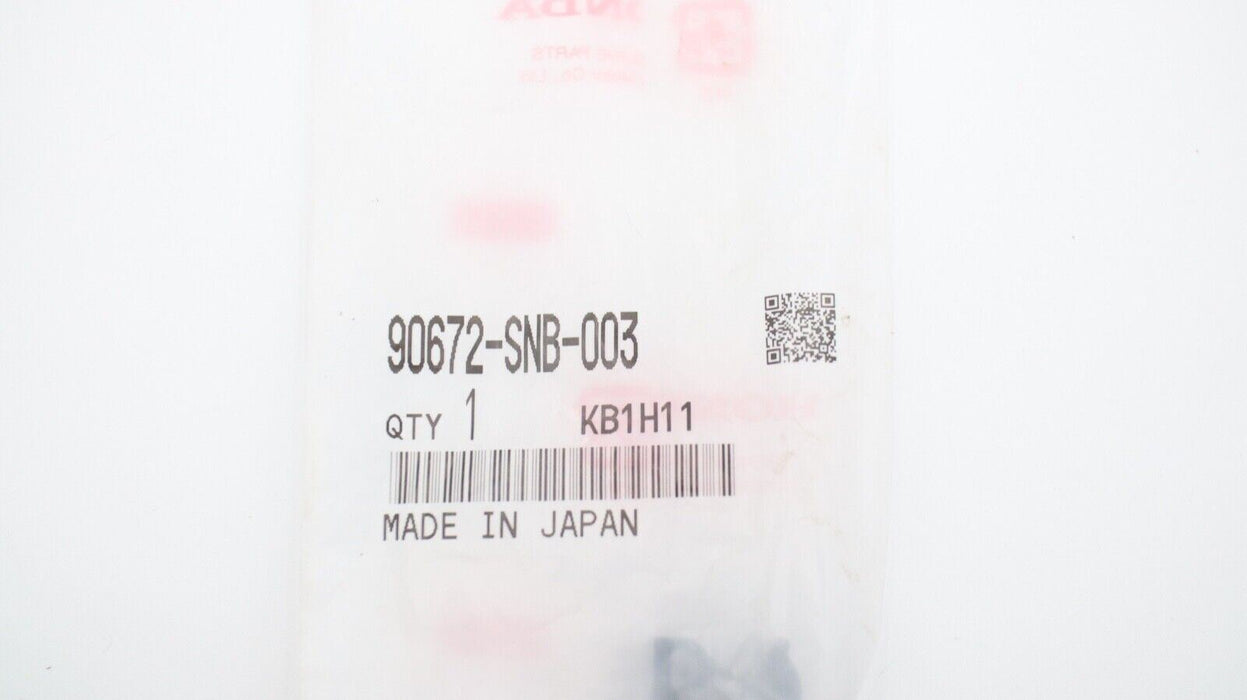 90672-SNB-003
QTY 1 KB1H11
MADE IN JAPAN